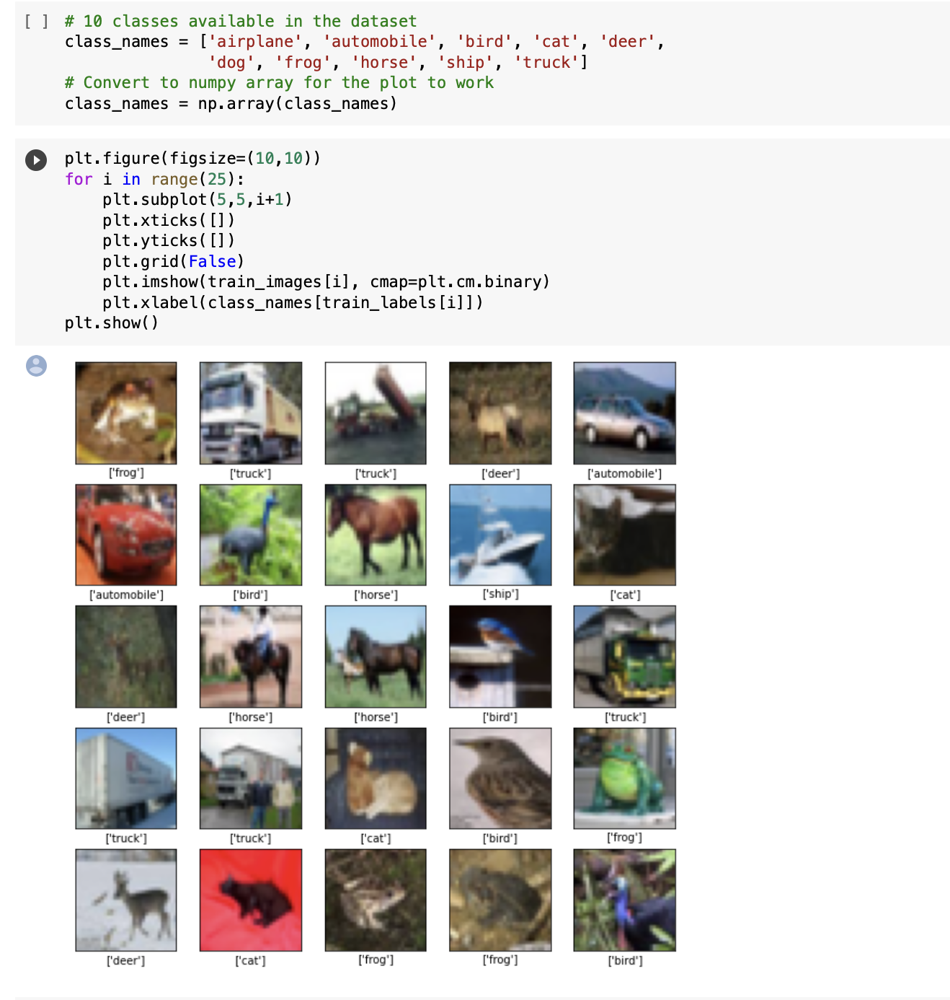 [ ] # 10 classes available in the dataset
class_names = ['airplane', 'automobile', 'bird', 'cat', 'deer',
               'dog', 'frog', 'horse', 'ship', 'truck']
# Convert to numpy array for the plot to work
class_names = np.array(class_names)
plt.figure(figsize=(10,10))
for i in range(25):
    plt.subplot(5,5,i+1)
    plt.xticks([])
    plt.yticks([])
    plt.grid(False)
    plt.imshow(train_images[i], cmap=plt.cm.binary)
    plt.xlabel(class_names[train_labels[i]])
plt.show()
['frog'] ['truck'] ['truck'] ['deer'] ['automobile']
['automobile'] ['bird'] ['horse'] ['ship'] ['cat']
['deer'] ['horse'] ['horse'] ['bird'] ['truck']
['truck'] ['truck'] ['cat'] ['bird'] ['frog']
['deer'] ['cat'] ['frog'] ['frog'] ['bird']